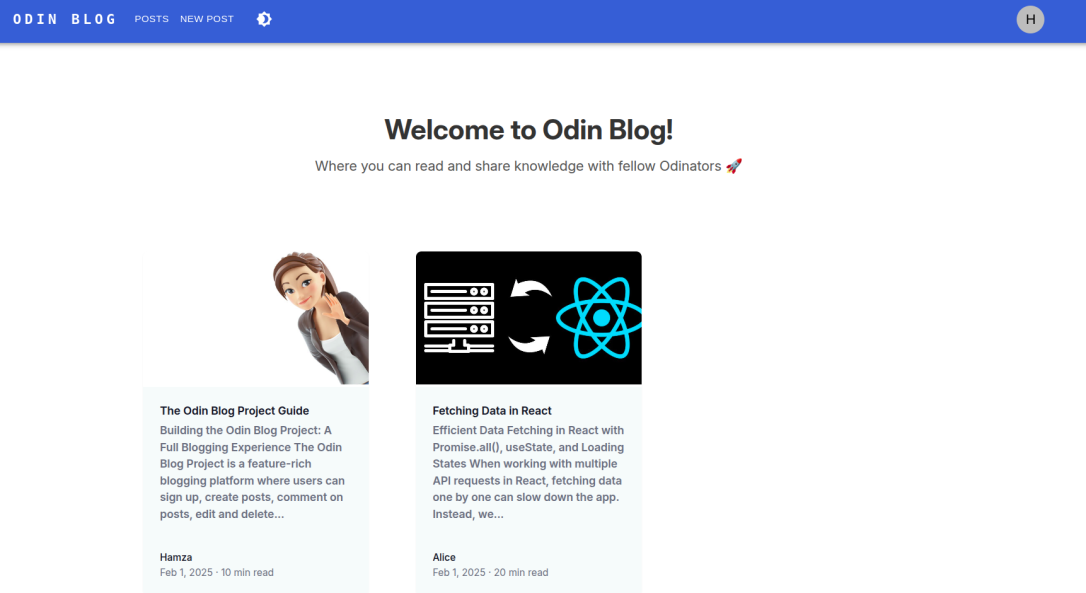 ODIN BLOG POSTS NEW POST H
Welcome to Odin Blog!
Where you can read and share knowledge with fellow Odinators 🚀
The Odin Blog Project Guide
Building the Odin Blog Project: A
Full Blogging Experience The Odin
Blog Project is a feature-rich
blogging platform where users can
sign up, create posts, comment on
posts, edit and delete...
Hamza
Feb 1, 2025 · 10 min read
Fetching Data in React
Efficient Data Fetching in React with
Promise.all(), useState, and Loading
States When working with multiple
API requests in React, fetching data
one by one can slow down the app.
Instead, we...
Alice
Feb 1, 2025 · 20 min read